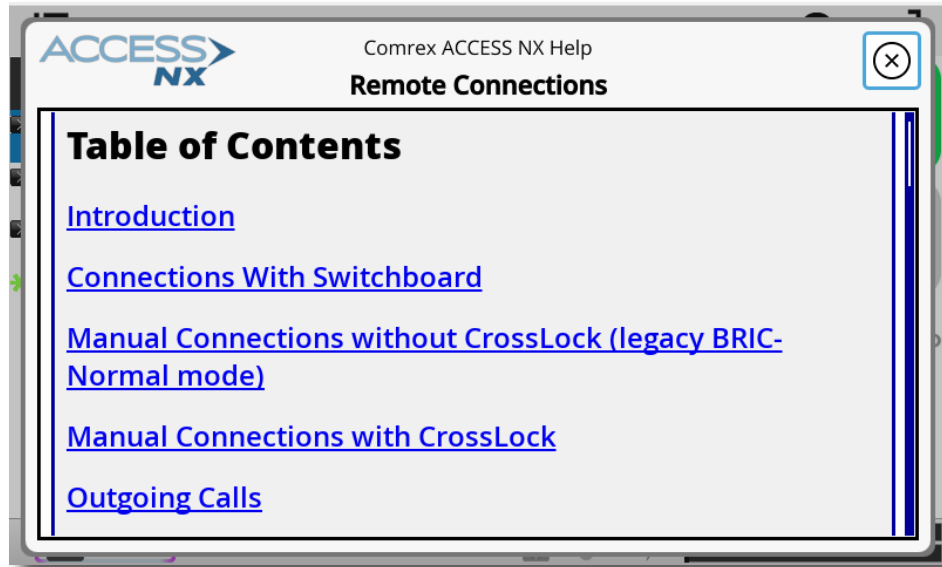 ACCESS
NX
Comrex ACCESS NX Help
Remote Connections
Table of Contents
Introduction
Connections With Switchboard
Manual Connections without CrossLock (legacy BRIC-
Normal mode)
Manual Connections with CrossLock
Outgoing Calls